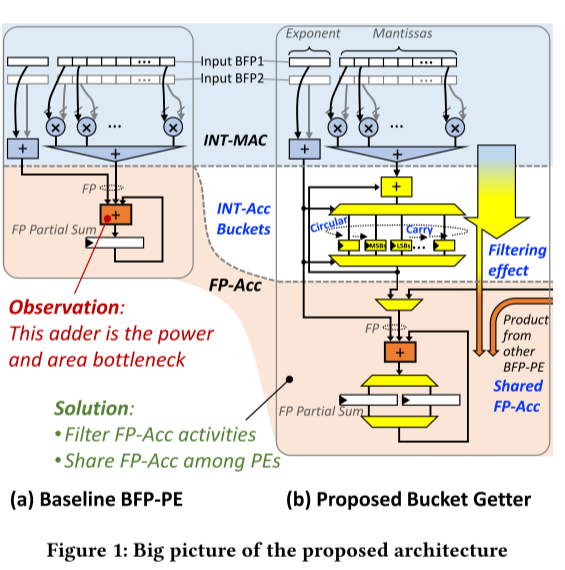 Exponent Mantissas
Input BFP1
Input BFP2
...
...
× × ... ×
× × ... ×
+ +
+ +
INT-MAC
FP
+
FP Partial Sum
INT-Acc
Buckets
+
Circular
Carry
MSBs LSBs ...
Filtering
effect
FP-Acc
Observation:
This adder is the power
and area bottleneck
FP
+
Product
from
other
BFP-PE
Shared
FP-Acc
Solution:
•Filter FP-Acc activities
•Share FP-Acc among PEs
FP Partial Sum
(a) Baseline BFP-PE
(b) Proposed Bucket Getter
Figure 1: Big picture of the proposed architecture